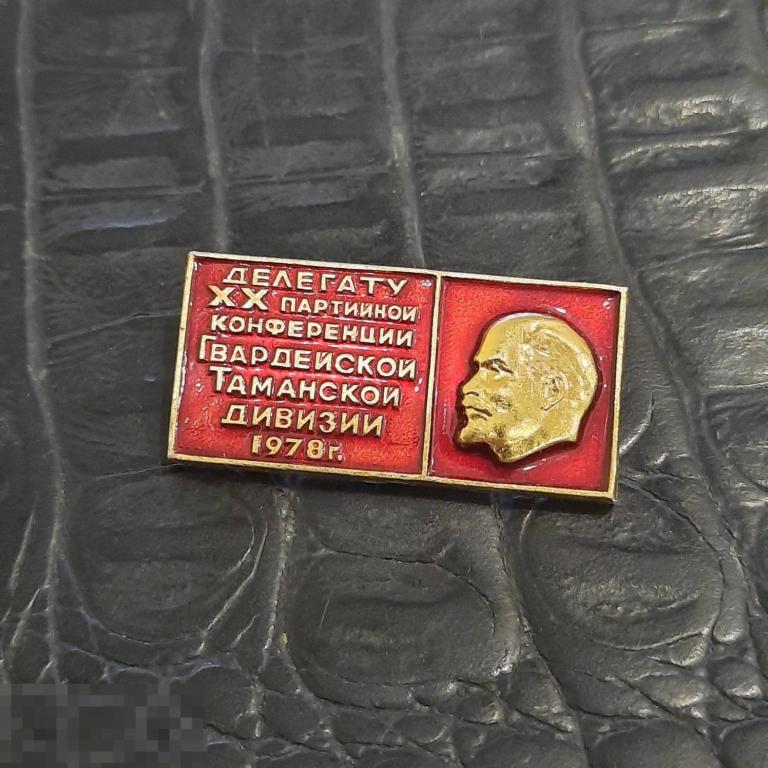 ДЕЛЕГАТУ
XX ПАРТИЙНОЙ
КОНФЕРЕНЦИИ
ГВАРДЕЙСКОЙ
ТАМАНСКОЙ
ДИВИЗИИ
1978г.